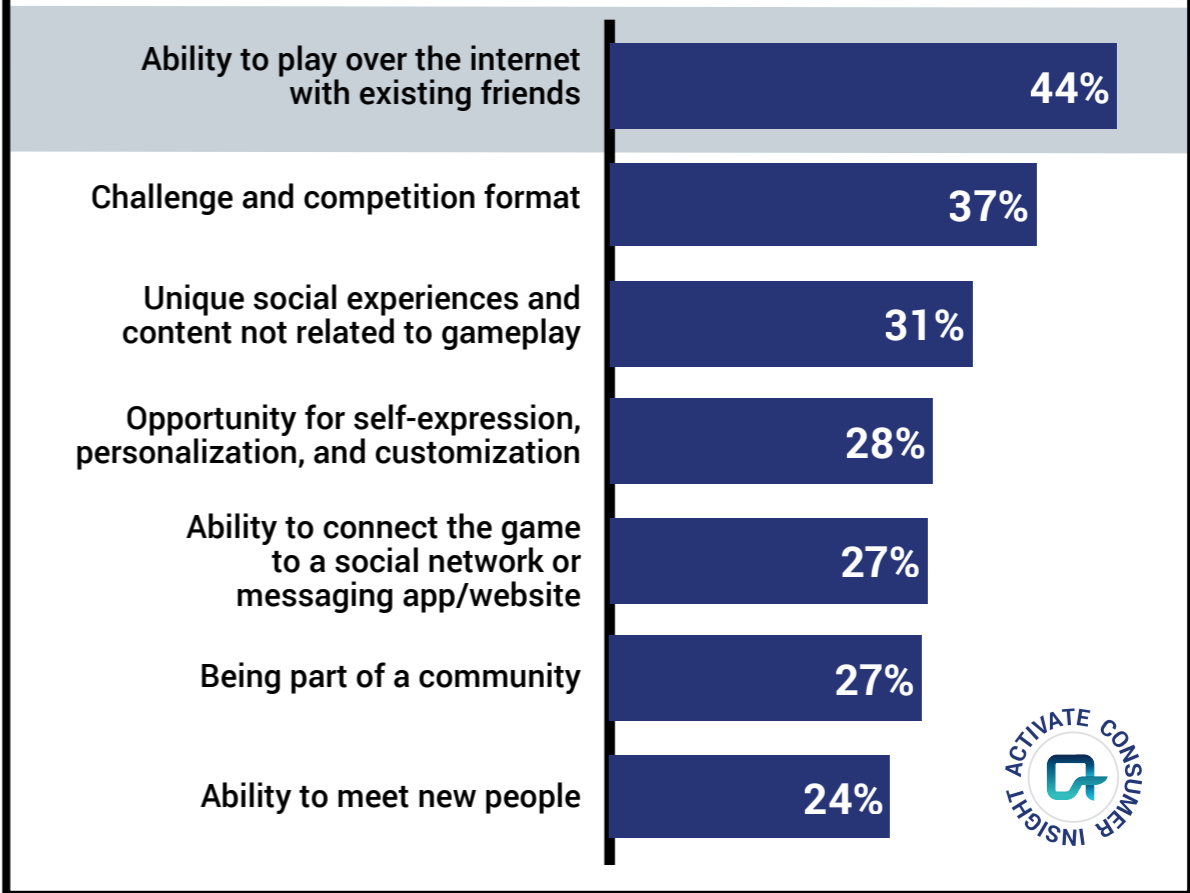 Ability to play over the internet
with existing friends
44%
Challenge and competition format
37%
Unique social experiences and
content not related to gameplay
31%
Opportunity for self-expression,
personalization, and customization
28%
Ability to connect the game
to a social network or
messaging app/website
27%
Being part of a community
27%
Ability to meet new people
24%
ACTIVATE CONSUMER INSIGHT